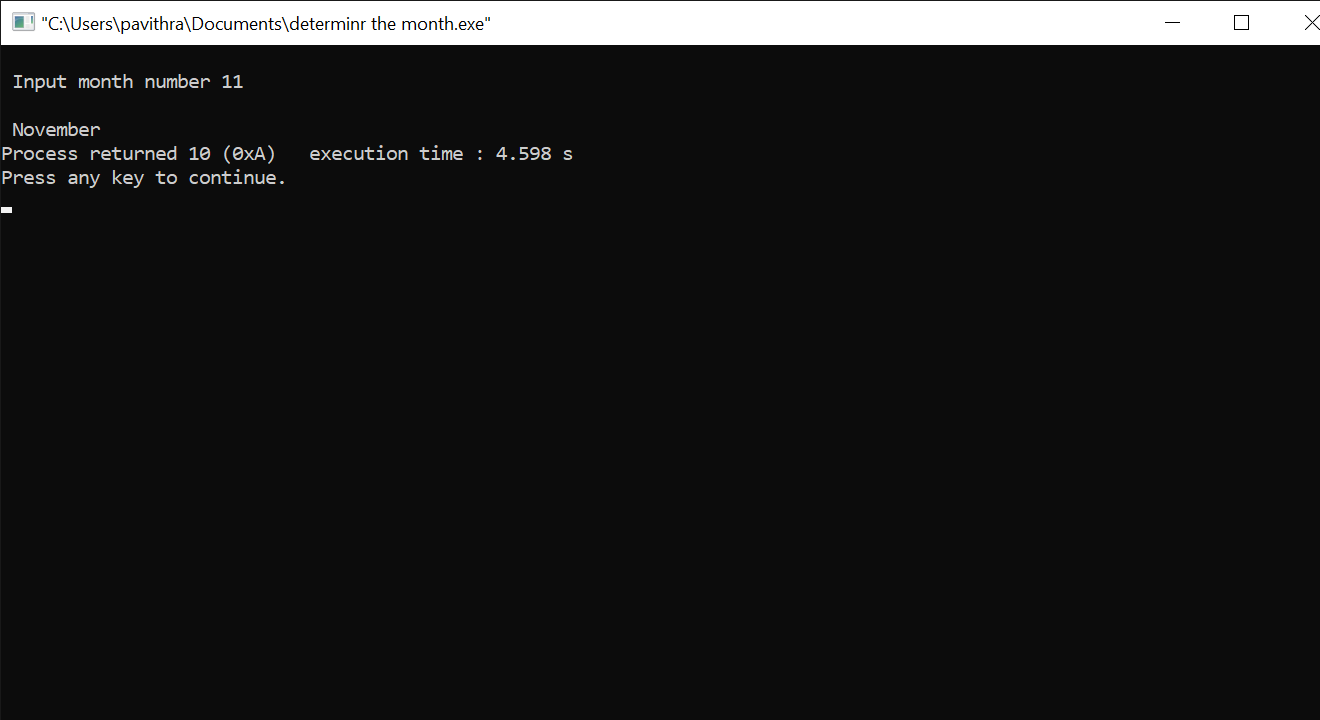 "C:\Users\pavithra\Documents\determinr the month.exe"
Input month number 11
November
Process returned 10 (0xA)   execution time : 4.598 s
Press any key to continue.